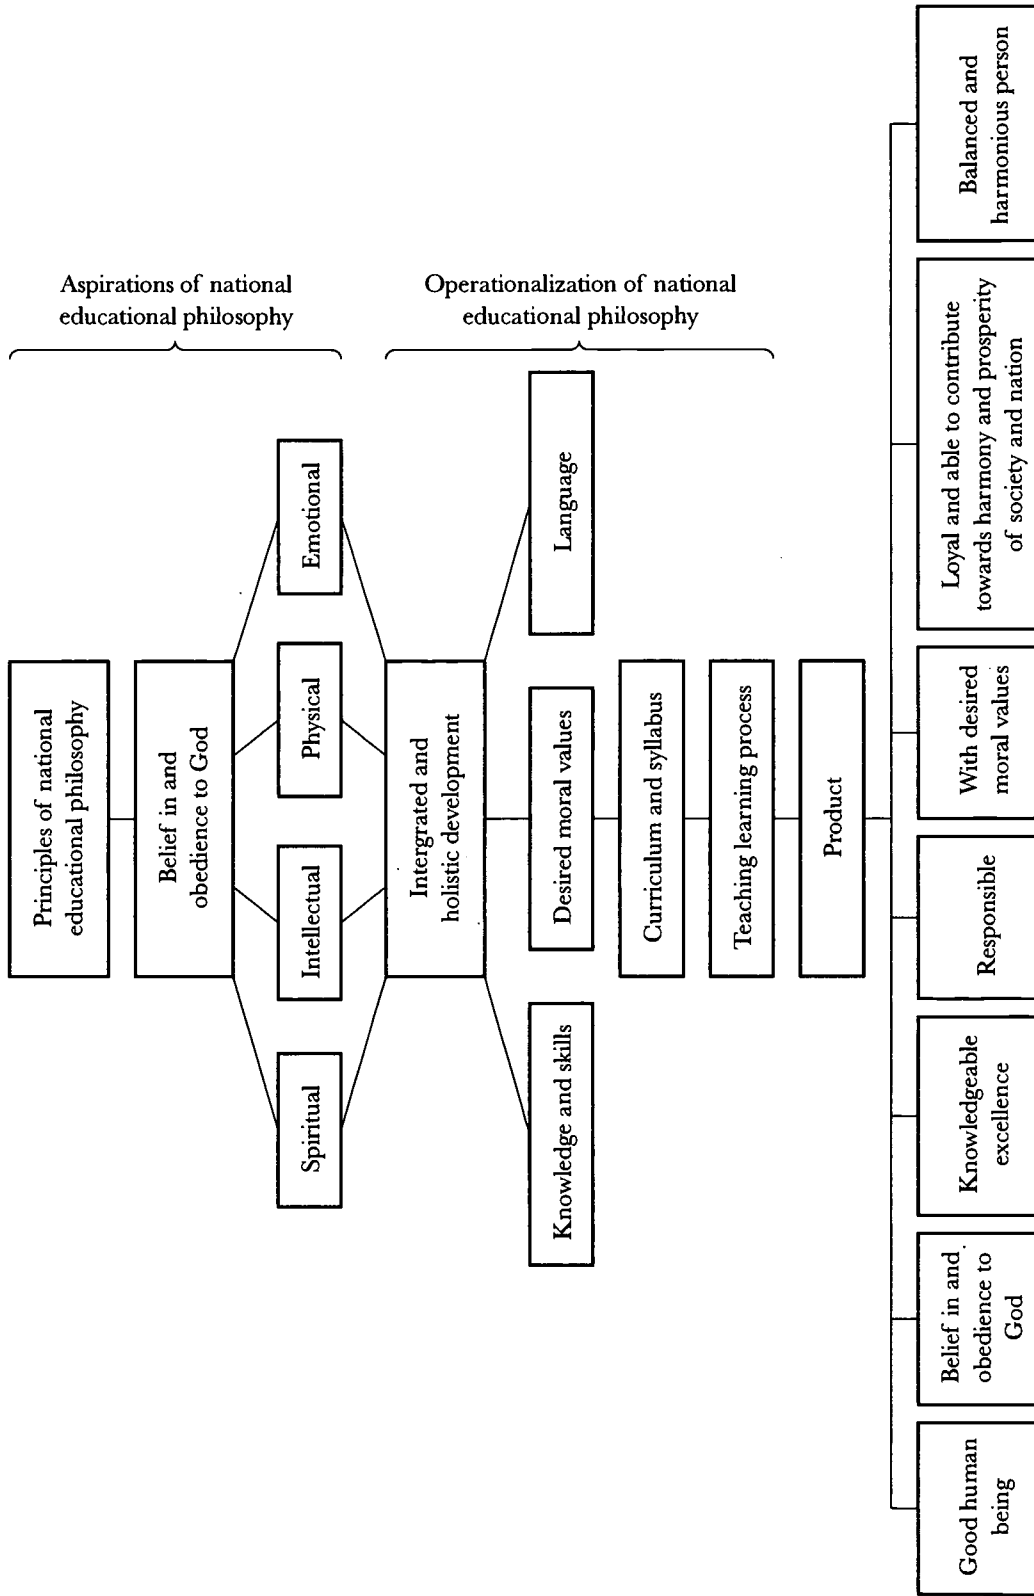 Principles of national
educational philosophy
Aspirations of national
educational philosophy
Belief in and
obedience to God
Spiritual
Intellectual
Physical
Emotional
Intergrated and
holistic development
Operationalization of national
educational philosophy
Knowledge and skills
Desired moral values
Language
Curriculum and syllabus
Teaching learning process
Product
Good human
being
Belief in and
obedience to
God
Knowledgeable
excellence
Responsible
With desired
moral values
Loyal and able to contribute
towards harmony and prosperity
of society and nation
Balanced and
harmonious person